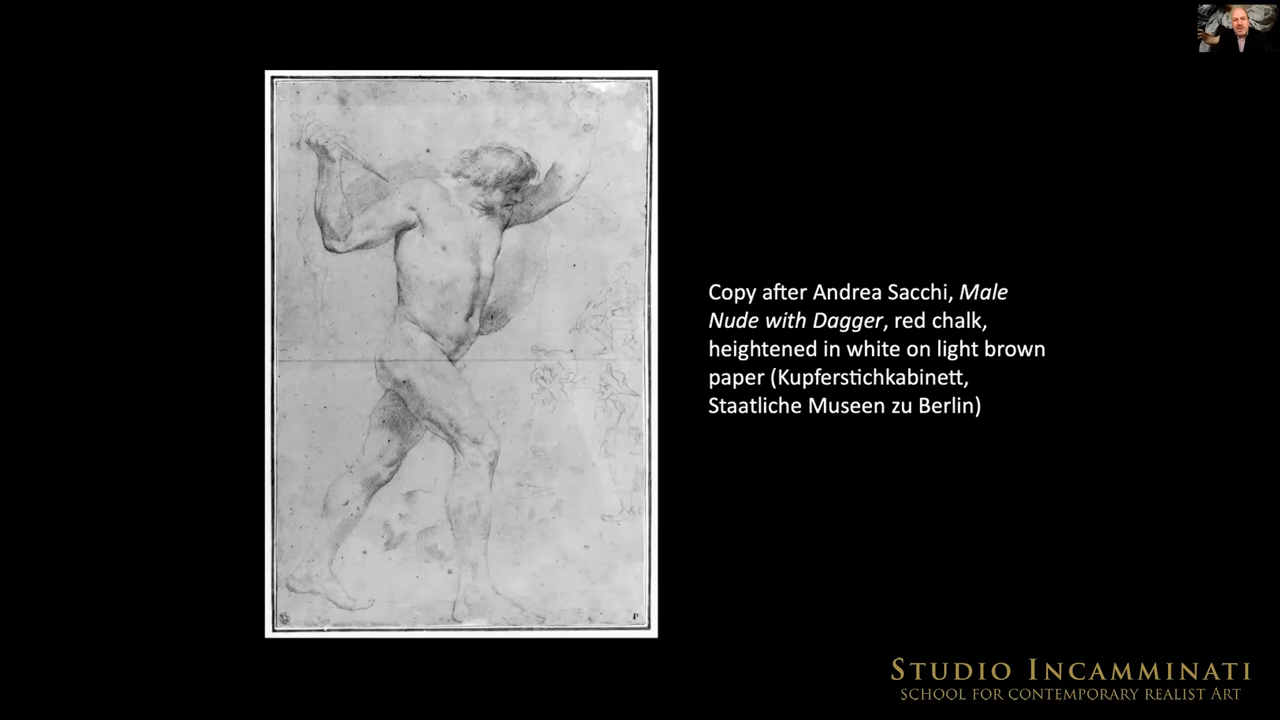 Copy after Andrea Sacchi, Male
Nude with Dagger, red chalk,
heightened in white on light brown
paper (Kupferstichkabinett,
Staatliche Museen zu Berlin)
STUDIO INCAMMINATI
SCHOOL FOR CONTEMPORARY REALIST ART